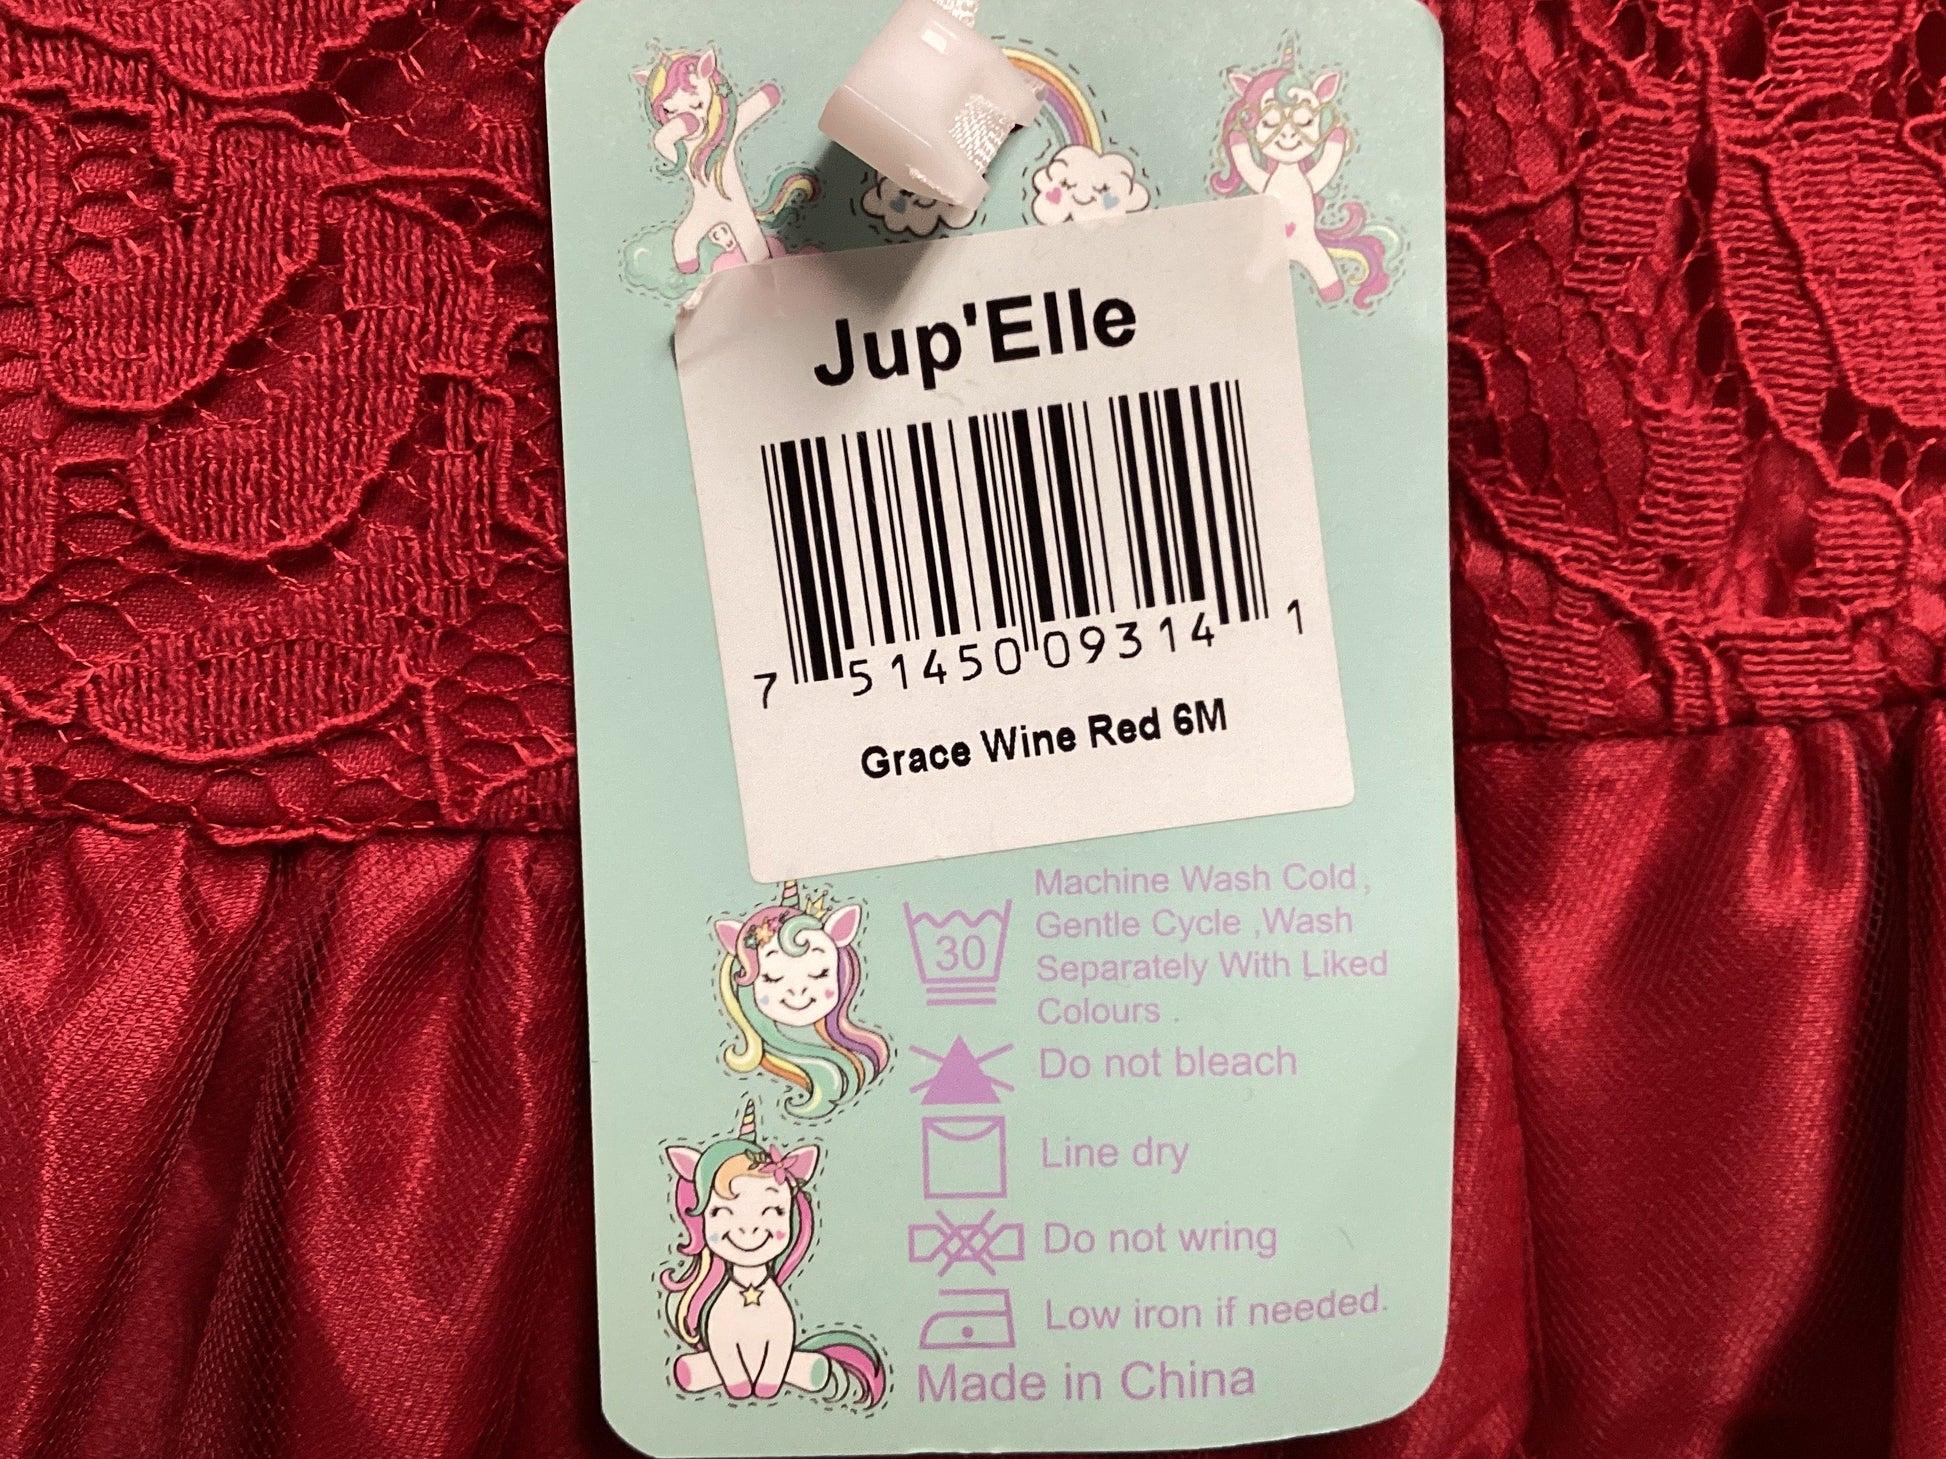 Jup'Elle
7 51450 09314 1
Grace Wine Red 6M
30
Machine Wash Cold,
Gentle Cycle ,Wash
Separately With Liked
Colours .
Do not bleach
Line dry
Do not wring
Low iron if needed.
Made in China